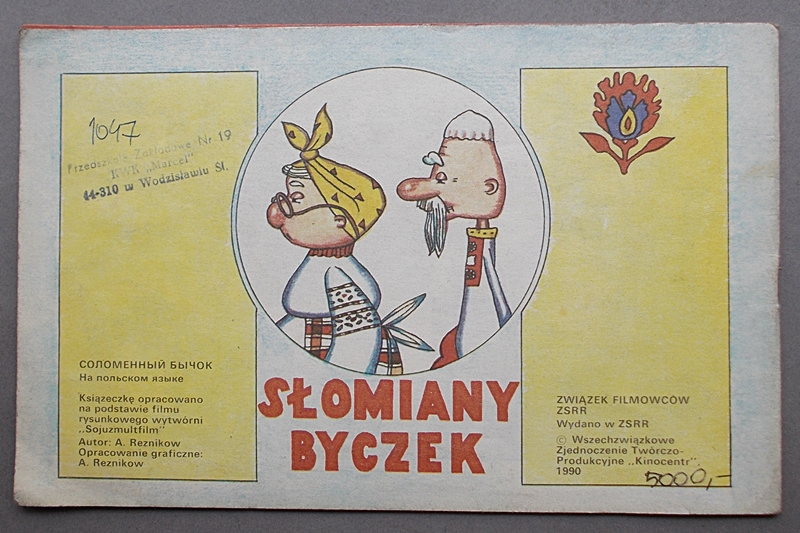 1047
Przedszkole Zakładowe Nr 19
KWK „Marcel”
44-310 w Wodzisławiu Śl.
СОЛОМЕННЫЙ БЫЧОК
На польском языке
Książeczkę opracowano
na podstawie filmu
rysunkowego wytwórni
„Sojuzmultfilm”
Autor: A. Reznikow
Opracowanie graficzne:
A. Reznikow
SŁOMIANY
BYCZEK
ZWIĄZEK FILMOWCÓW
ZSRR
Wydano w ZSRR
© Wszechzwiązkowe
Zjednoczenie Twórczo-
Produkcyjne „Kinocentr”,
1990
5000,-